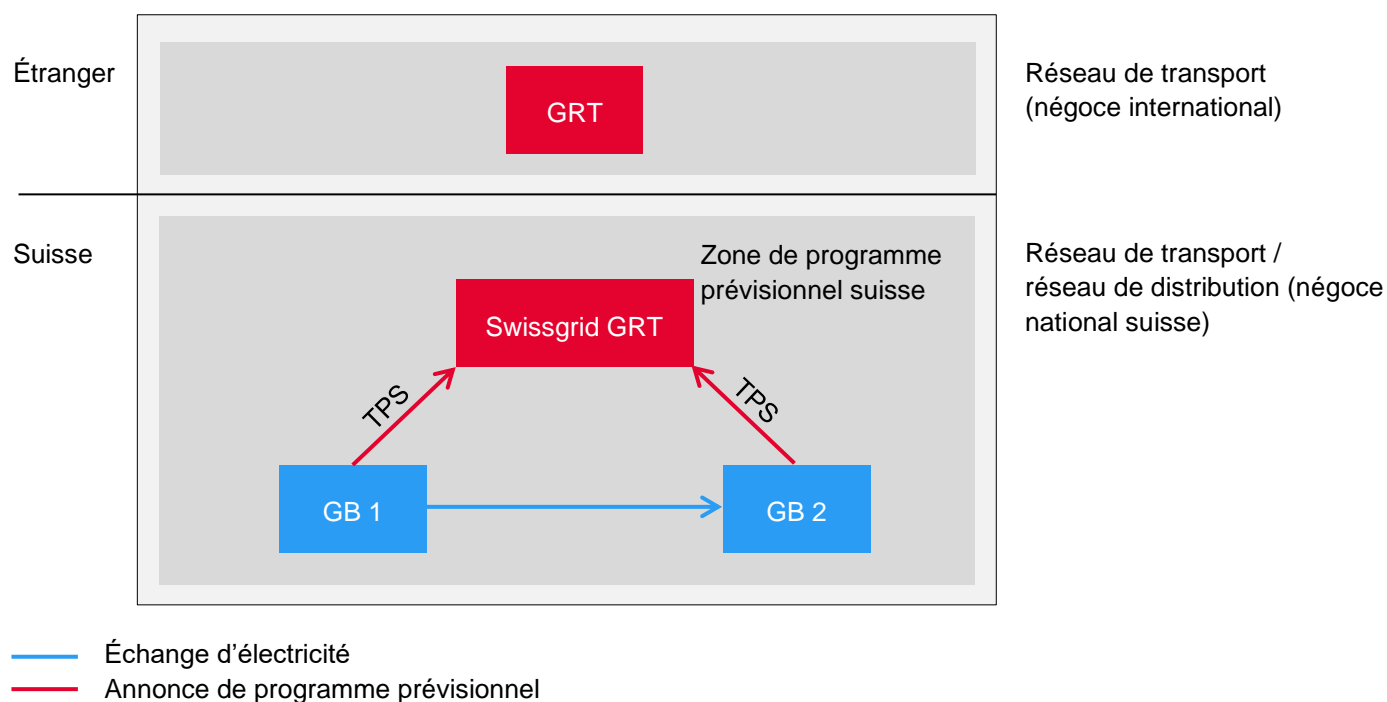 Étranger
GRT
Réseau de transport
(négoce international)
Suisse
Zone de programme
prévisionnel suisse
Réseau de transport /
réseau de distribution (négoce
national suisse)
Swissgrid GRT
TPS
TPS
GB 1
GB 2
Échange d’électricité
Annonce de programme prévisionnel